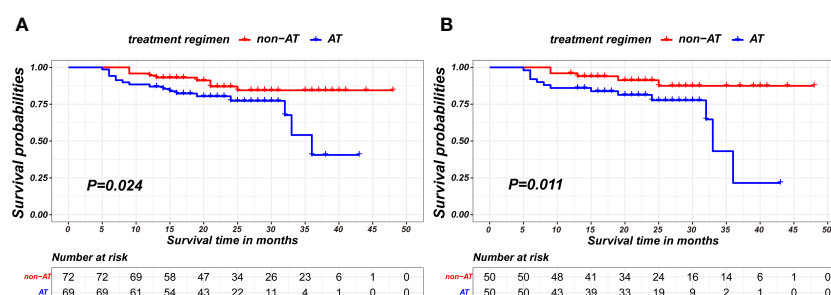 A
treatment regimen non-AT AT
Survival probabilities
1.00
0.75
0.50
0.25
0.00
P=0.024
0 5 10 15 20 25 30 35 40 45 50
Survival time in months
Number at risk
non-AT 72 72 69 58 47 34 26 23 6 1 0
AT 69 69 61 54 43 22 11 4 1 0 0
B
treatment regimen non-AT AT
Survival probabilities
1.00
0.75
0.50
0.25
0.00
P=0.011
0 5 10 15 20 25 30 35 40 45 50
Survival time in months
Number at risk
non-AT 50 50 48 41 34 24 16 14 6 1 0
AT 50 50 43 39 33 19 9 2 1 0 0